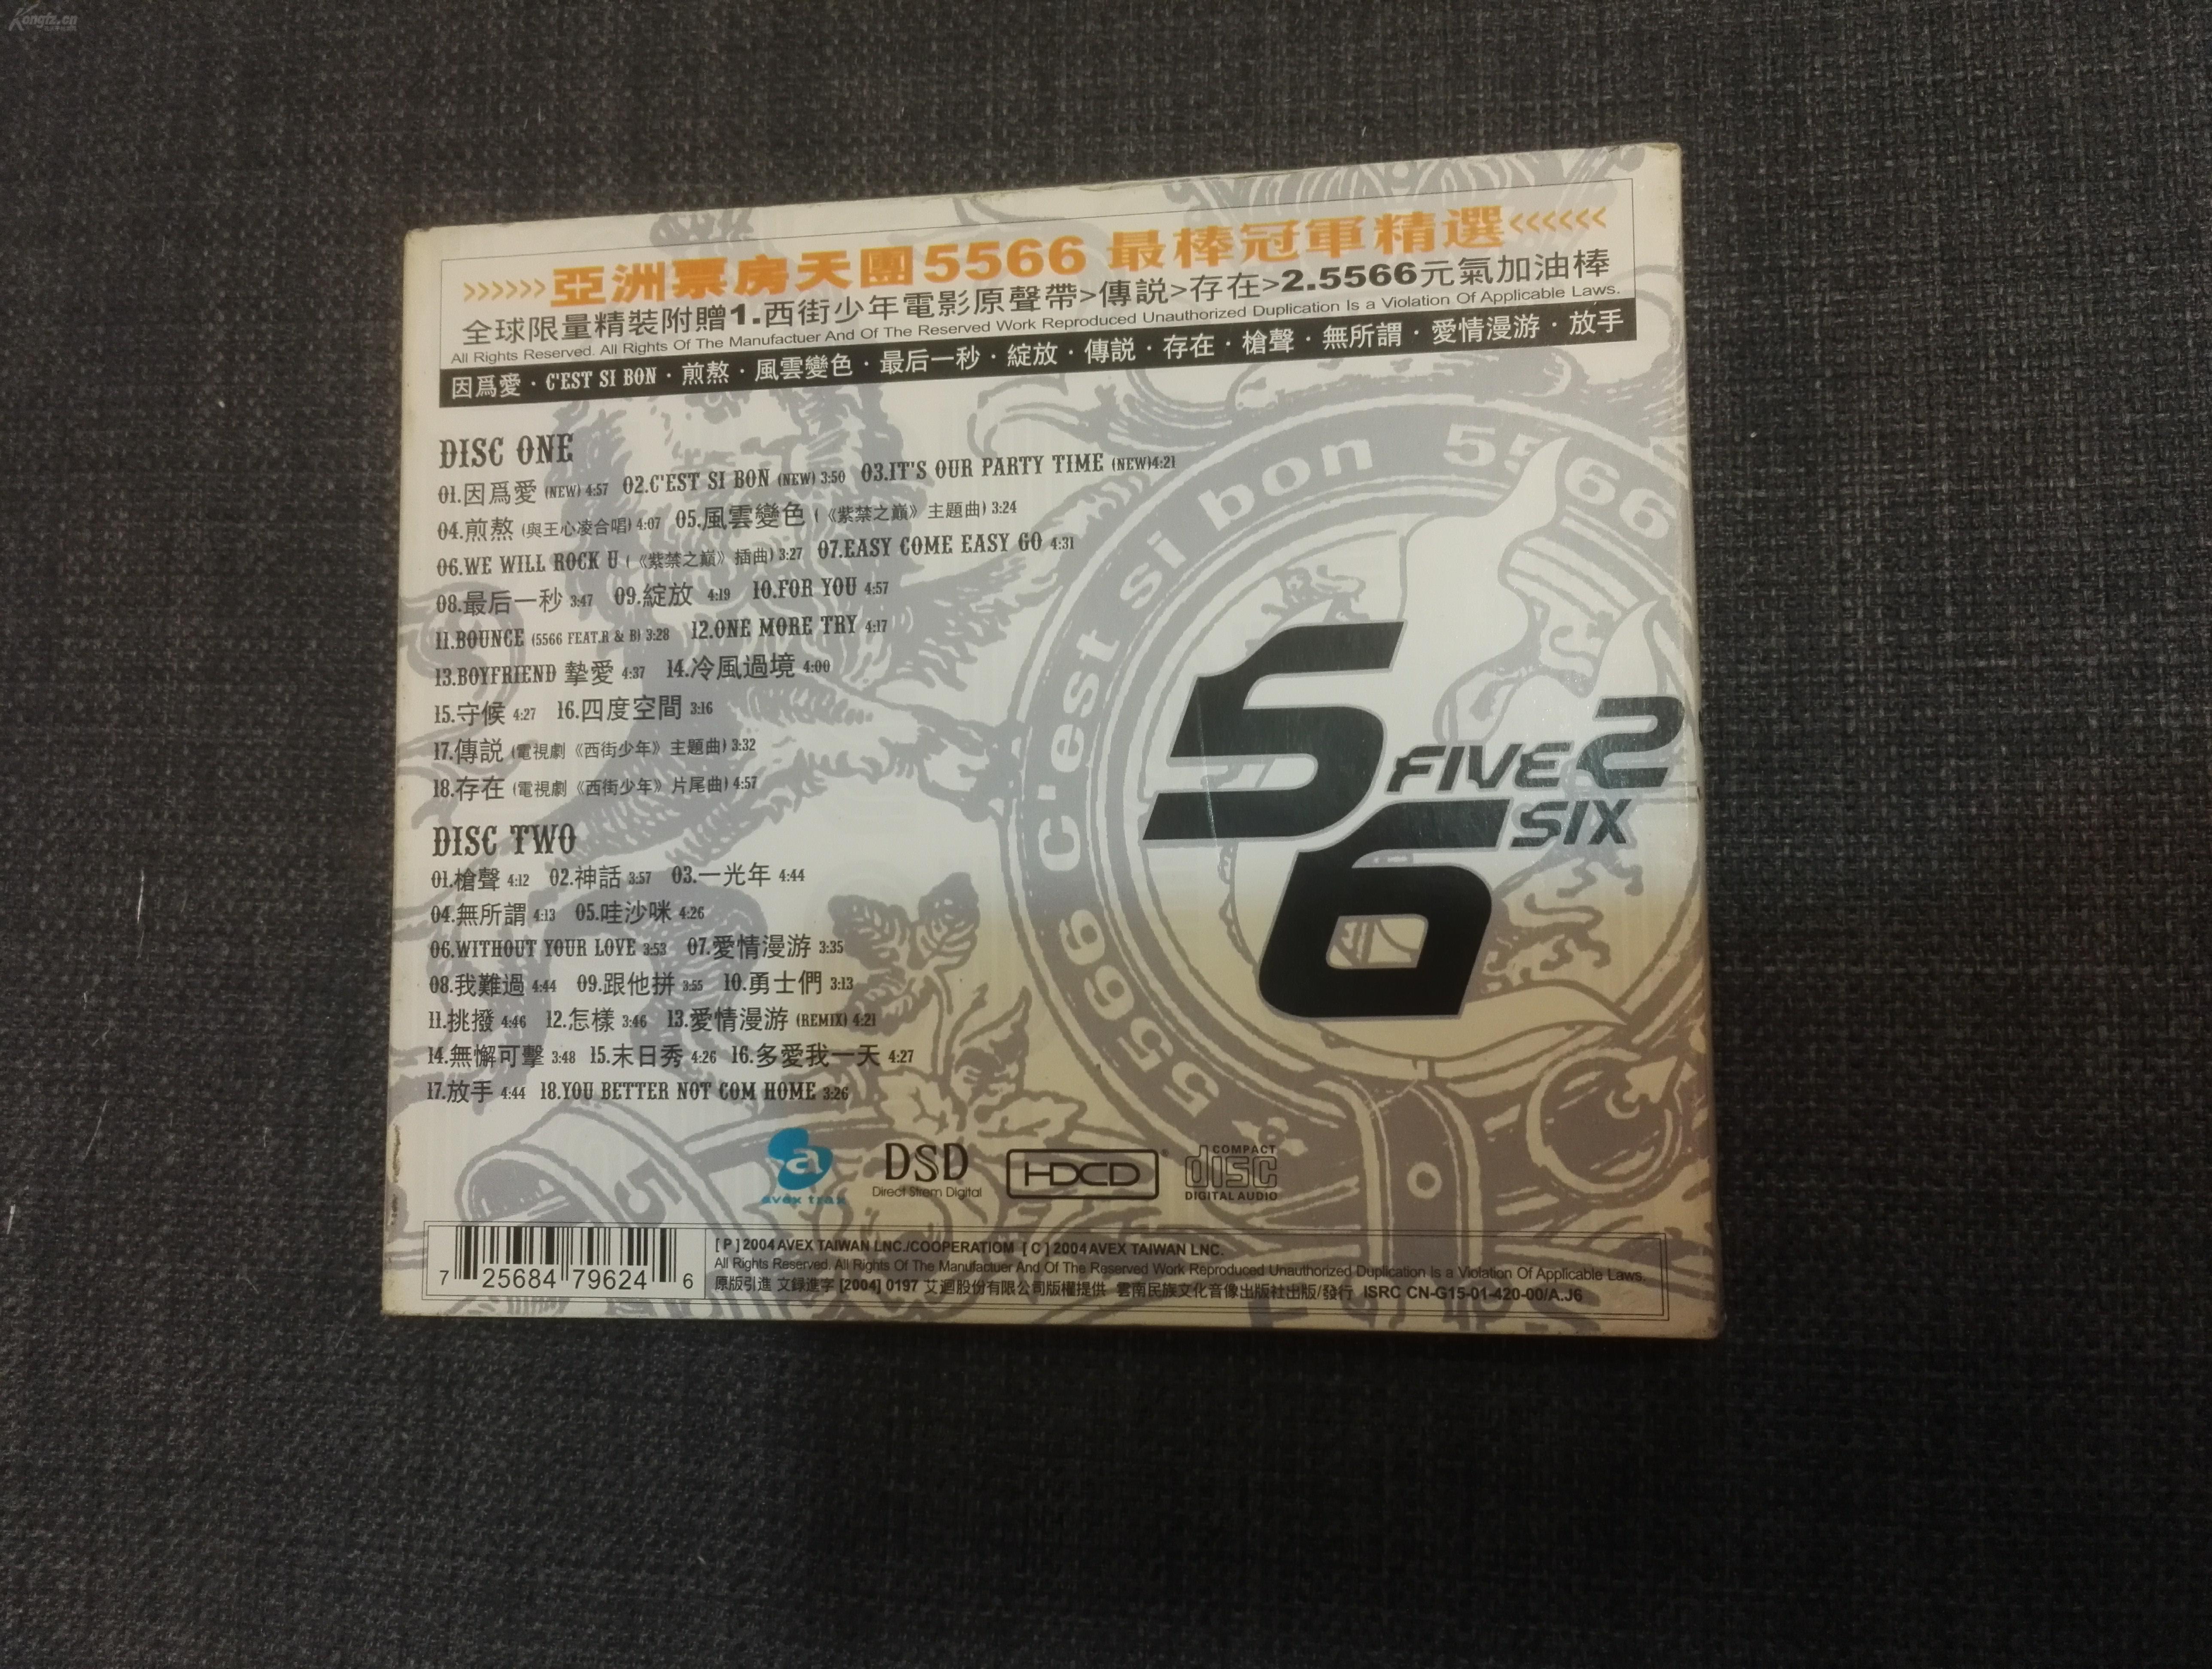 Kongfz.cn
>>>>>>亞洲票房天團5566 最棒冠軍精選<<<<<<
全球限量精裝附贈1.西街少年電影原聲帶>傳説>存在>2.5566元氣加油棒
All Rights Reserved. All Rights Of The Manufactuer And Of The Reserved Work Reproduced Unauthorized Duplication Is a Violation Of Applicable Laws.
因爲愛·C'EST SI BON·煎熬·風雲變色·最后一秒·綻放·傳説·存在·槍聲·無所謂·愛情漫游·放手
DISC ONE
01.因爲愛 (NEW) 4:57 02.C'EST SI BON (NEW) 3:50 03.IT'S OUR PARTY TIME (NEW)4:21
04.煎熬 (與王心凌合唱) 4:07 05.風雲變色 (《紫禁之巔》主題曲) 3:24
06.WE WILL ROCK U (《紫禁之巔》插曲) 3:27 07.EASY COME EASY GO 4:31
08.最后一秒 3:47 09.綻放 4:19 10.FOR YOU 4:57
11.BOUNCE (5566 FEAT.R & B) 3:28 12.ONE MORE TRY 4:17
13.BOYFRIEND 摯愛 4:37 14.冷風過境 4:00
15.守候 4:27 16.四度空間 3:16
17.傳説 (電視劇《西街少年》主題曲) 3:32
18.存在 (電視劇《西街少年》片尾曲) 4:57
DISC TWO
01.槍聲 4:12 02.神話 3:57 03.一光年 4:44
04.無所謂 4:13 05.哇沙咪 4:26
06.WITHOUT YOUR LOVE 3:53 07.愛情漫游 3:35
08.我難過 4:44 09.跟他拼 3:55 10.勇士們 3:13
11.挑撥 4:46 12.怎樣 3:46 13.愛情漫游 (REMIX) 4:21
14.無懈可擊 3:48 15.末日秀 4:26 16.多愛我一天 4:27
17.放手 4:44 18.YOU BETTER NOT COM HOME 3:26
C'est si bon 5566
5566
5 FIVE 2
6 SIX
a
avex trax
DSD
Direct Strem Digital
HDCD
COMPACT
disc
DIGITAL AUDIO
7 25684 79624 6
[P] 2004 AVEX TAIWAN LNC./COOPERATIOM [C] 2004 AVEX TAIWAN LNC.
All Rights Reserved. All Rights Of The Manufactuer And Of The Reserved Work Reproduced Unauthorized Duplication Is a Violation Of Applicable Laws.
原版引進 文録進字 [2004] 0197 艾迴股份有限公司版權提供 雲南民族文化音像出版社出版/發行 ISRC CN-G15-01-420-00/A.J6